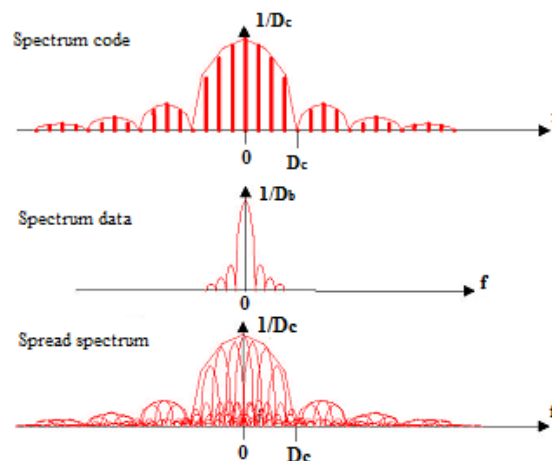 1/Dc
Spectrum code
f
0
Dc
1/Db
Spectrum data
f
0
1/Dc
Spread spectrum
f
0
Dc